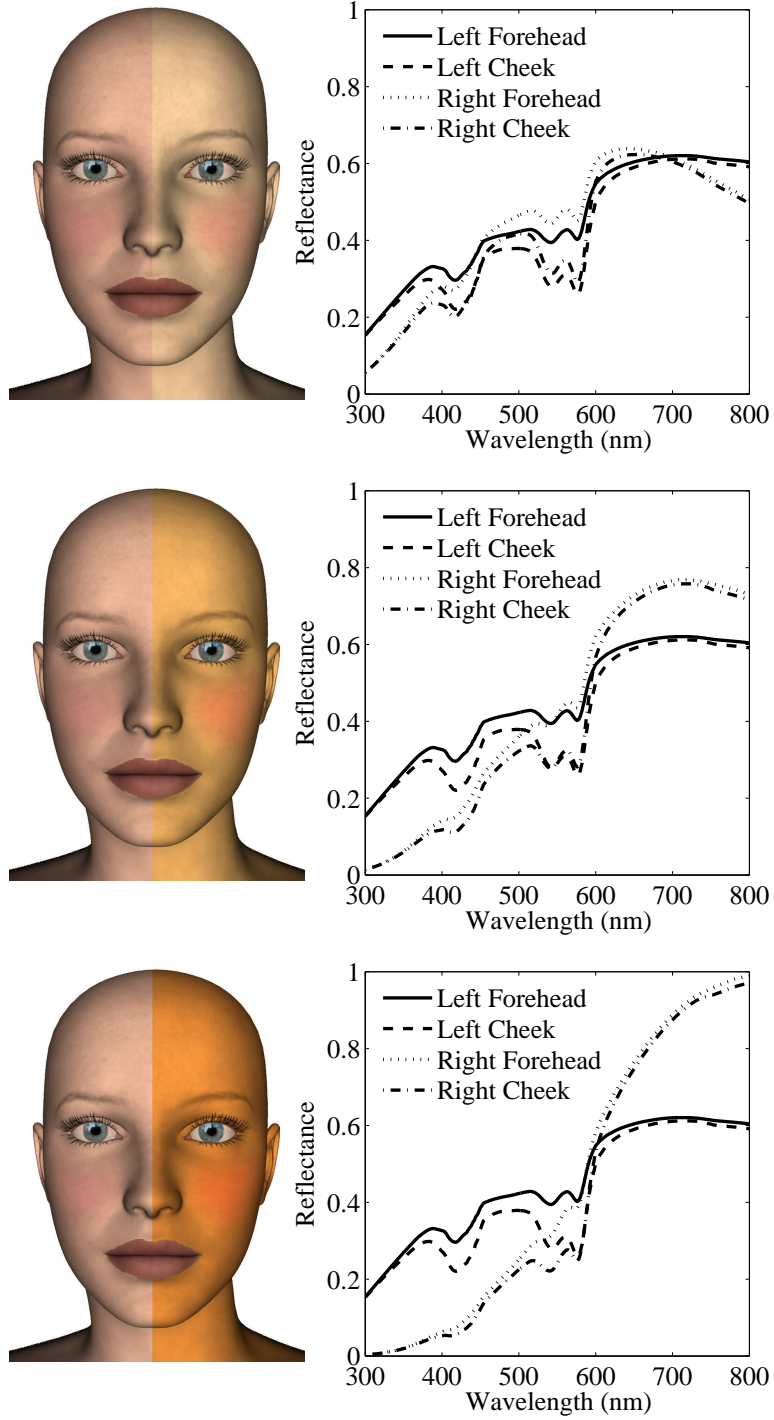 1
0.8
0.6
0.4
0.2
0
Reflectance
Left Forehead
Left Cheek
Right Forehead
Right Cheek
300 400 500 600 700 800
Wavelength (nm)
1
0.8
0.6
0.4
0.2
0
Reflectance
Left Forehead
Left Cheek
Right Forehead
Right Cheek
300 400 500 600 700 800
Wavelength (nm)
1
0.8
0.6
0.4
0.2
0
Reflectance
Left Forehead
Left Cheek
Right Forehead
Right Cheek
300 400 500 600 700 800
Wavelength (nm)